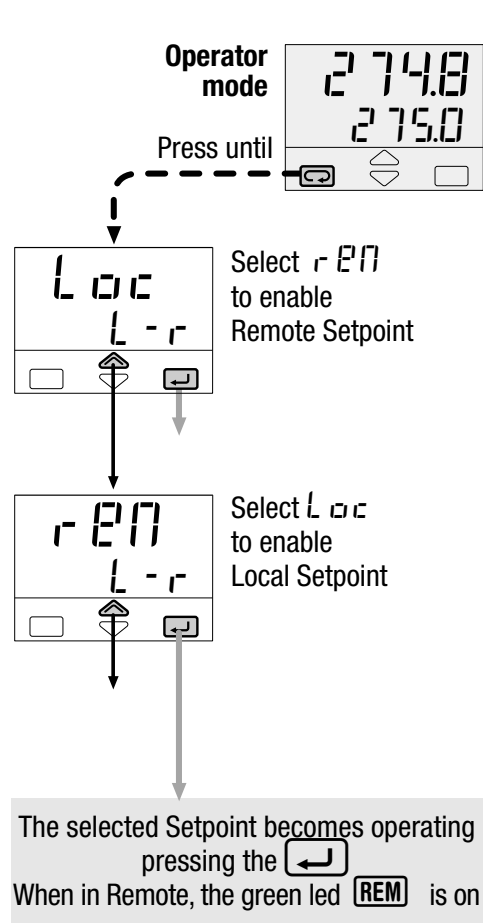 Operator
mode
274.8
275.0
Press until
Loc
L-r
Select rEM
to enable
Remote Setpoint
rEM
L-r
Select Loc
to enable
Local Setpoint
The selected Setpoint becomes operating
pressing the
When in Remote, the green led REM is on